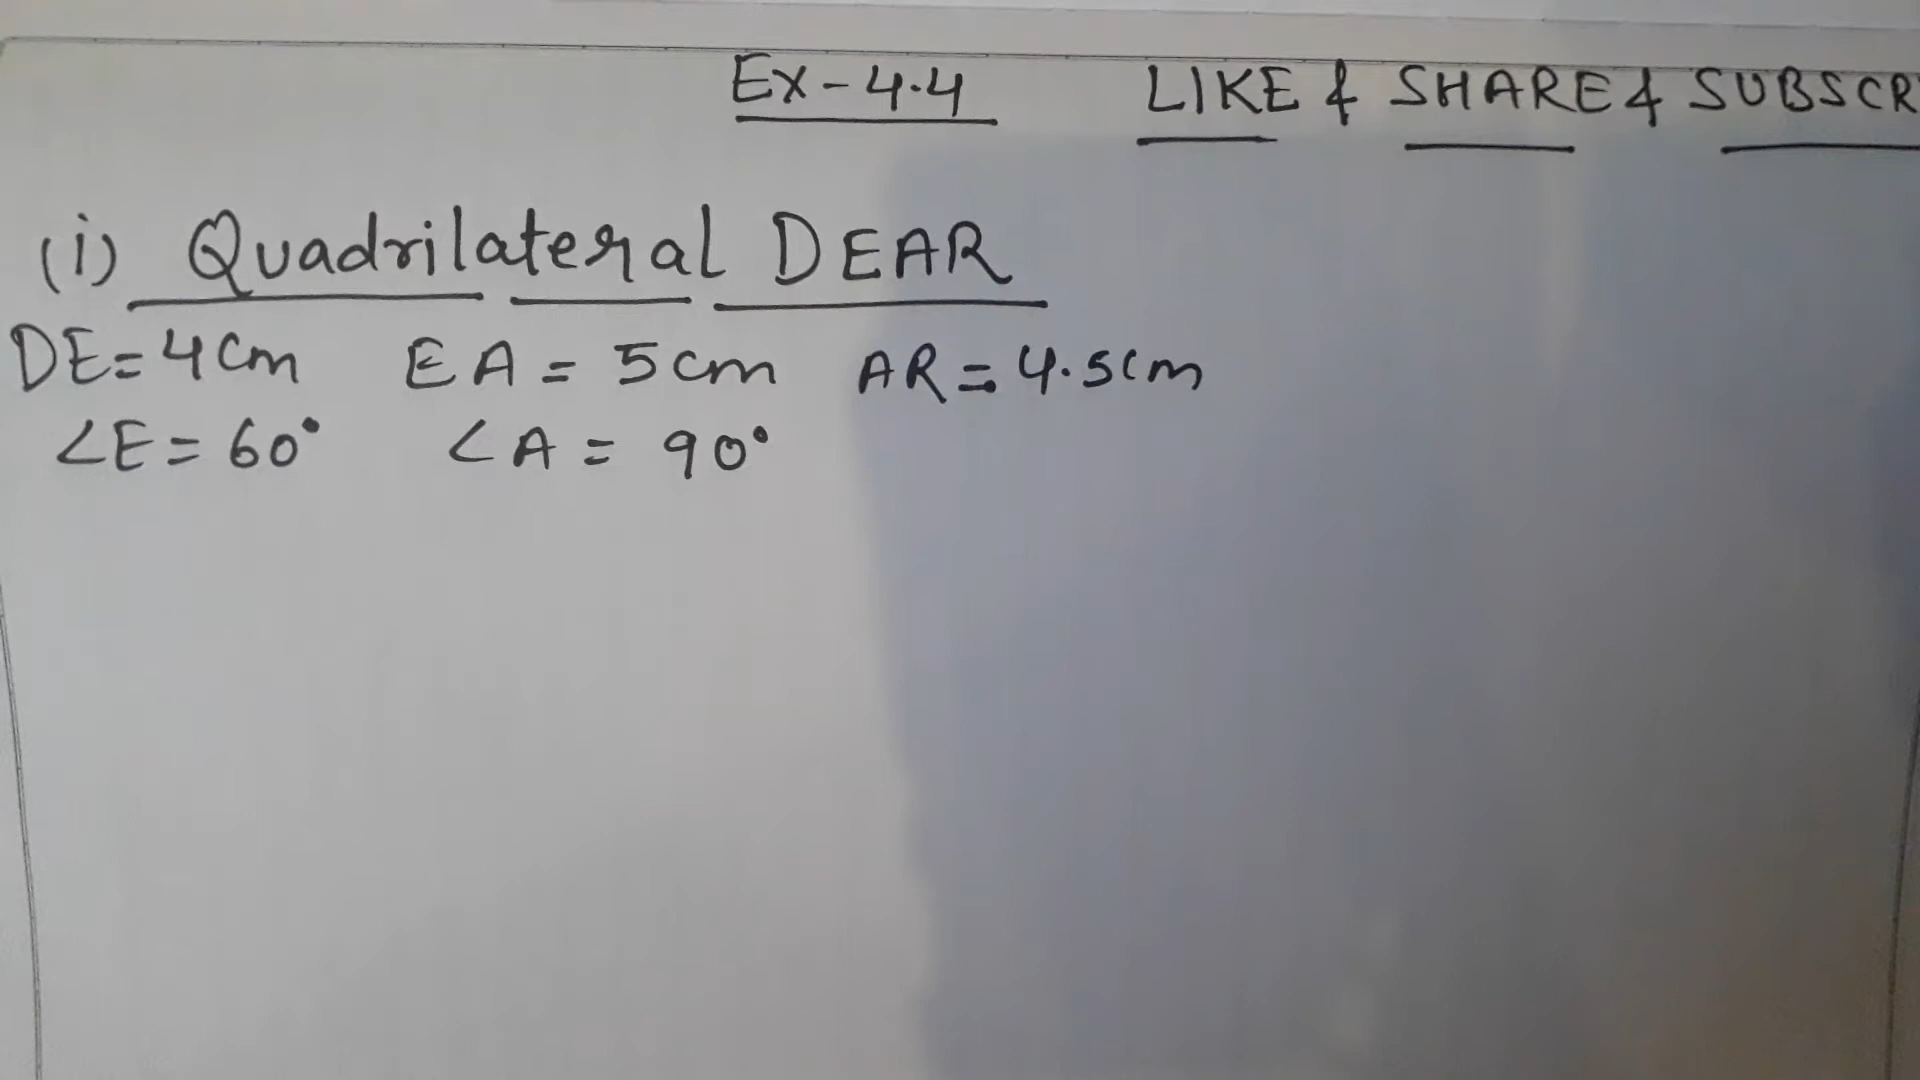 EX-4.4 LIKE & SHARE & SUBSCR
(i) Quadrilateral DEAR
DE=4cm EA=5cm AR=4.5cm
∠E=60° ∠A=90°